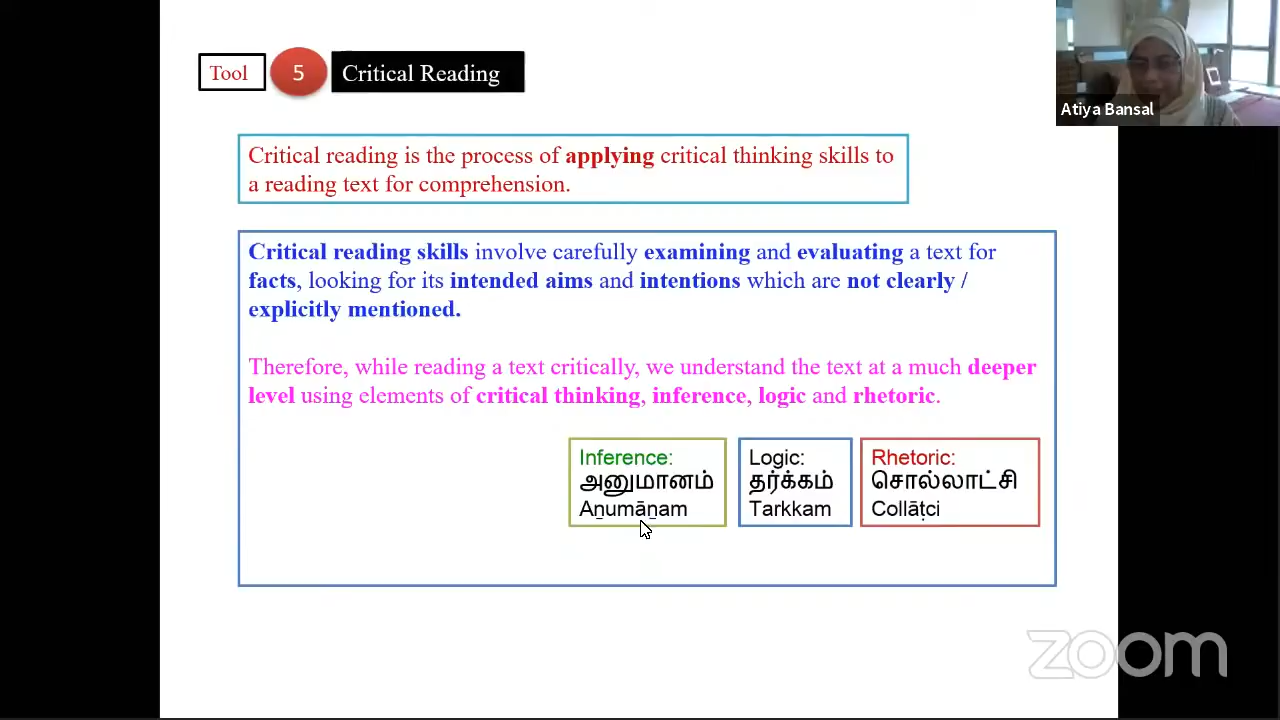 Tool 5 Critical Reading
Atiya Bansal
Critical reading is the process of applying critical thinking skills to
a reading text for comprehension.
Critical reading skills involve carefully examining and evaluating a text for
facts, looking for its intended aims and intentions which are not clearly /
explicitly mentioned.
Therefore, while reading a text critically, we understand the text at a much deeper
level using elements of critical thinking, inference, logic and rhetoric.
Inference:
அனுமானம்
Aṉumāṉam
Logic:
தர்க்கம்
Tarkkam
Rhetoric:
சொல்லாட்சி
Collāṭci
zoom